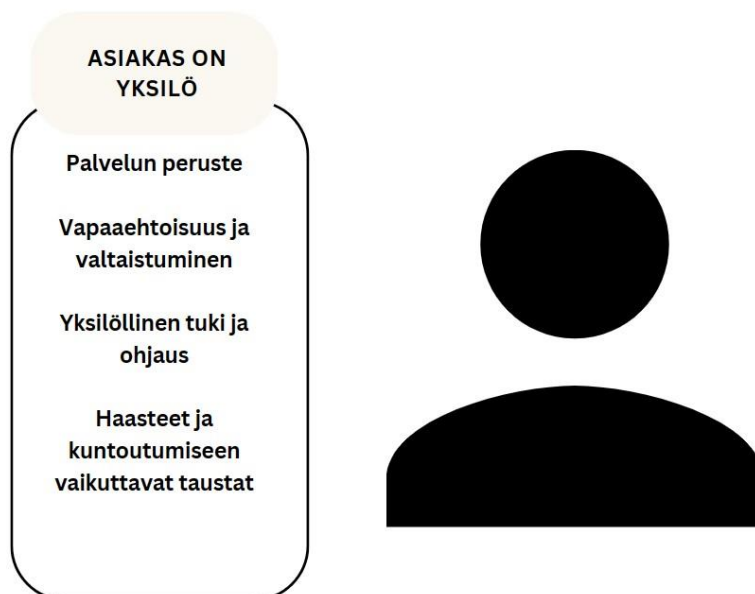 ASIAKAS ON
YKSILÖ
Palvelun peruste
Vapaaehtoisuus ja
valtaistuminen
Yksilöllinen tuki ja
ohjaus
Haasteet ja
kuntoutumiseen
vaikuttavat taustat